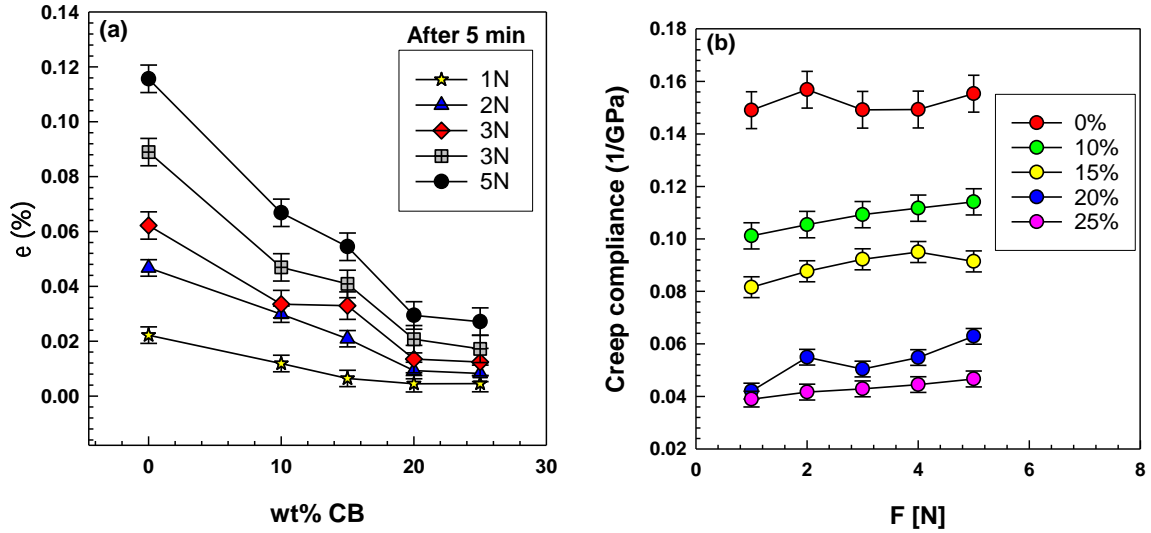 (a)
After 5 min
1N
2N
3N
3N
5N
0.14
0.12
0.10
0.08
0.06
0.04
0.02
0.00
e (%)
0
10
20
30
wt% CB
(b)
0%
10%
15%
20%
25%
0.18
0.16
0.14
0.12
0.10
0.08
0.06
0.04
0.02
Creep compliance (1/GPa)
0
2
4
6
8
F [N]